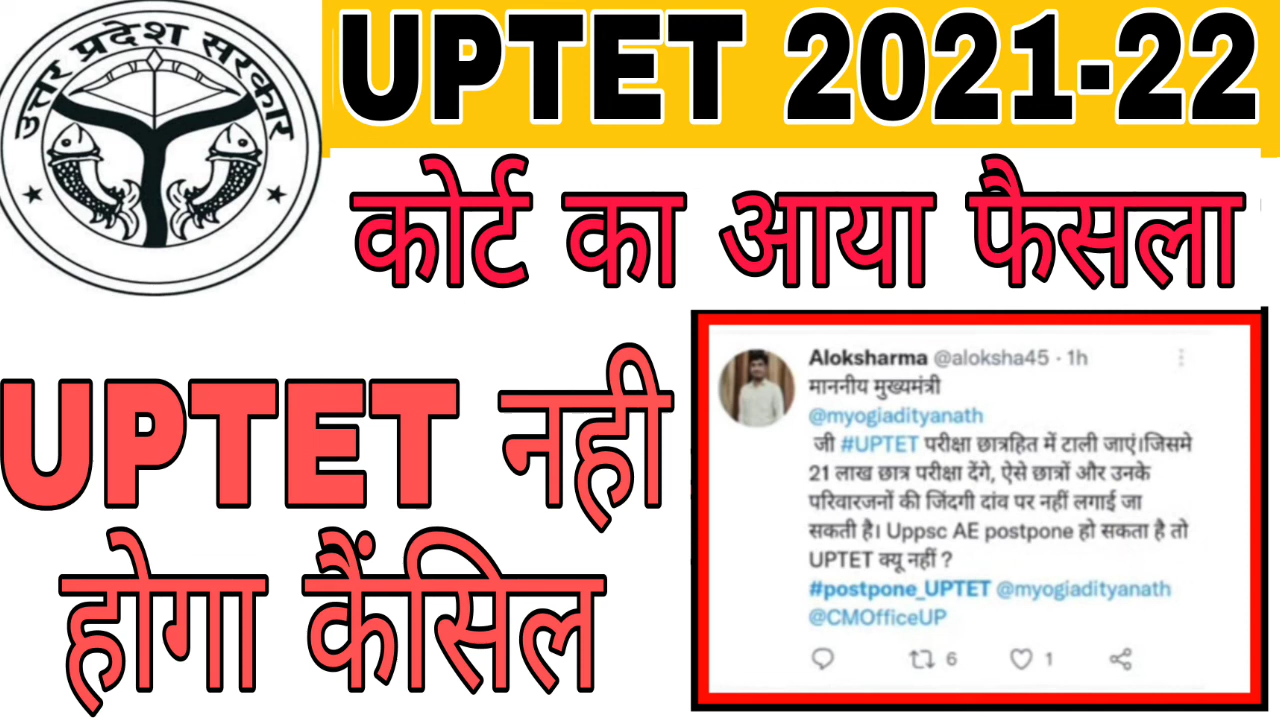 उत्तर प्रदेश सरकार
UPTET 2021-22
कोर्ट का आया फैसला
UPTET नही
होगा कैंसिल
Aloksharma @aloksha45 · 1h
माननीय मुख्यमंत्री
@myogiadityanath
जी #UPTET परीक्षा छात्रहित में टाली जाएं।जिसमे
21 लाख छात्र परीक्षा देंगे, ऐसे छात्रों और उनके
परिवारजनों की जिंदगी दांव पर नहीं लगाई जा
सकती है। Uppsc AE postpone हो सकता है तो
UPTET क्यू नहीं ?
#postpone_UPTET @myogiadityanath
@CMOfficeUP
6 1